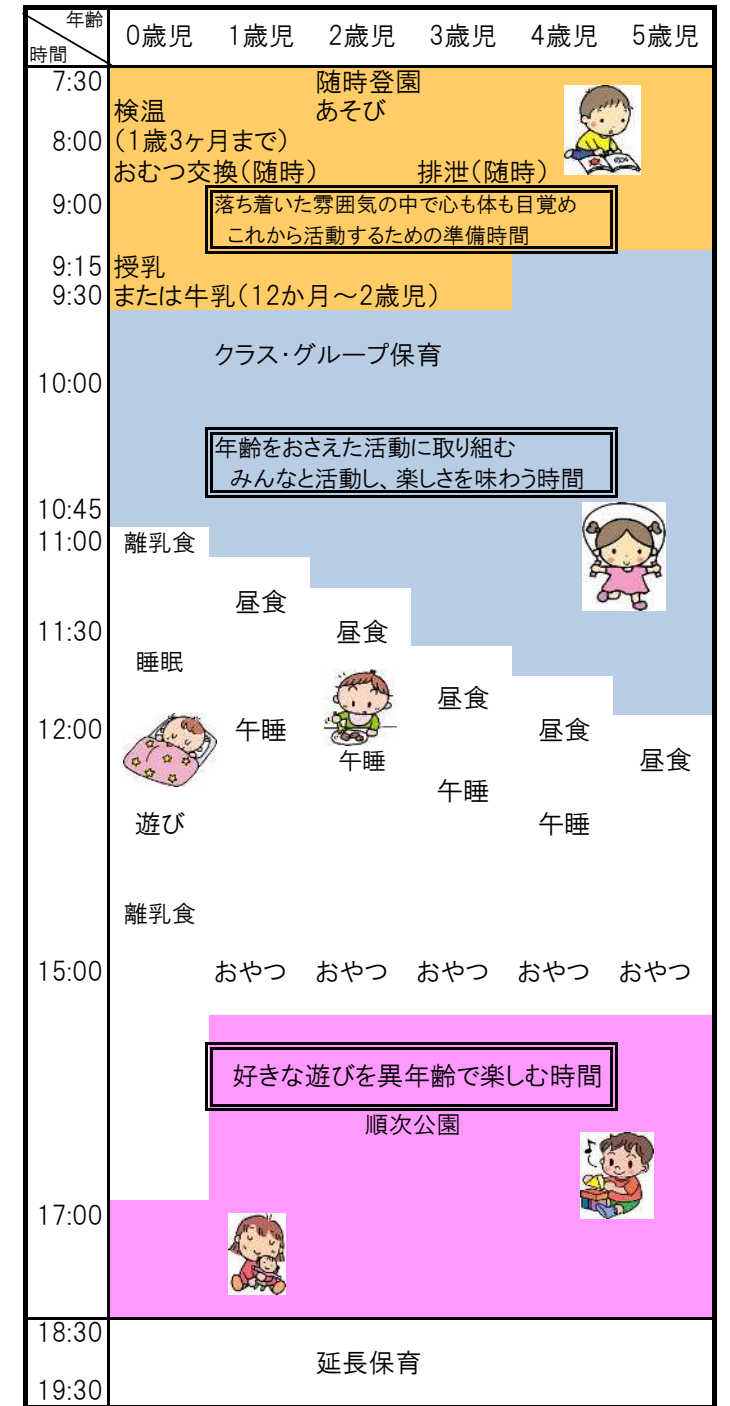 年齢
時間
0歳児 1歳児 2歳児 3歳児 4歳児 5歳児
7:30 随時登園
検温 あそび
8:00 (1歳3ヶ月まで)
おむつ交換(随時) 排泄(随時)
9:00 落ち着いた雰囲気の中で心も体も目覚め
これから活動するための準備時間
9:15 授乳
9:30 または牛乳(12か月~2歳児)
クラス・グループ保育
10:00
年齢をおさえた活動に取り組む
みんなと活動し、楽しさを味わう時間
10:45
11:00 離乳食
昼食
11:30 昼食
睡眠
昼食
12:00 午睡 昼食
午睡 昼食
午睡
遊び 午睡
離乳食
15:00 おやつ おやつ おやつ おやつ おやつ
好きな遊びを異年齢で楽しむ時間
順次公園
17:00
18:30
延長保育
19:30